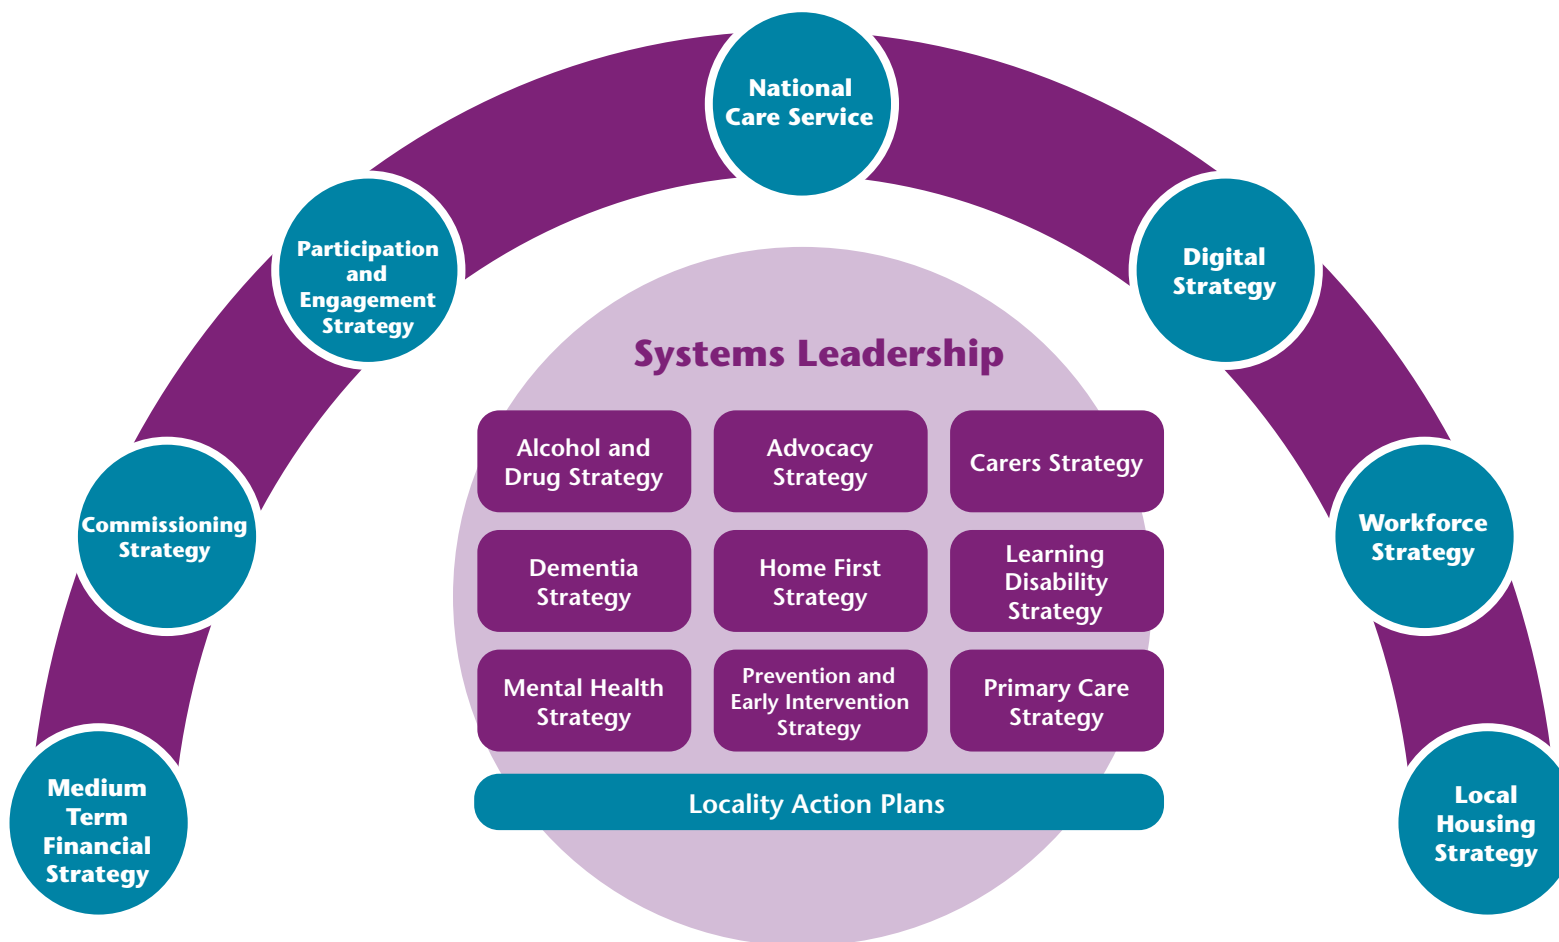 National
Care Service
Participation
and
Engagement
Strategy
Digital
Strategy
Commissioning
Strategy
Workforce
Strategy
Medium
Term
Financial
Strategy
Local
Housing
Strategy
Systems Leadership
Alcohol and
Drug Strategy
Advocacy
Strategy
Carers Strategy
Dementia
Strategy
Home First
Strategy
Learning
Disability
Strategy
Mental Health
Strategy
Prevention and
Early Intervention
Strategy
Primary Care
Strategy
Locality Action Plans